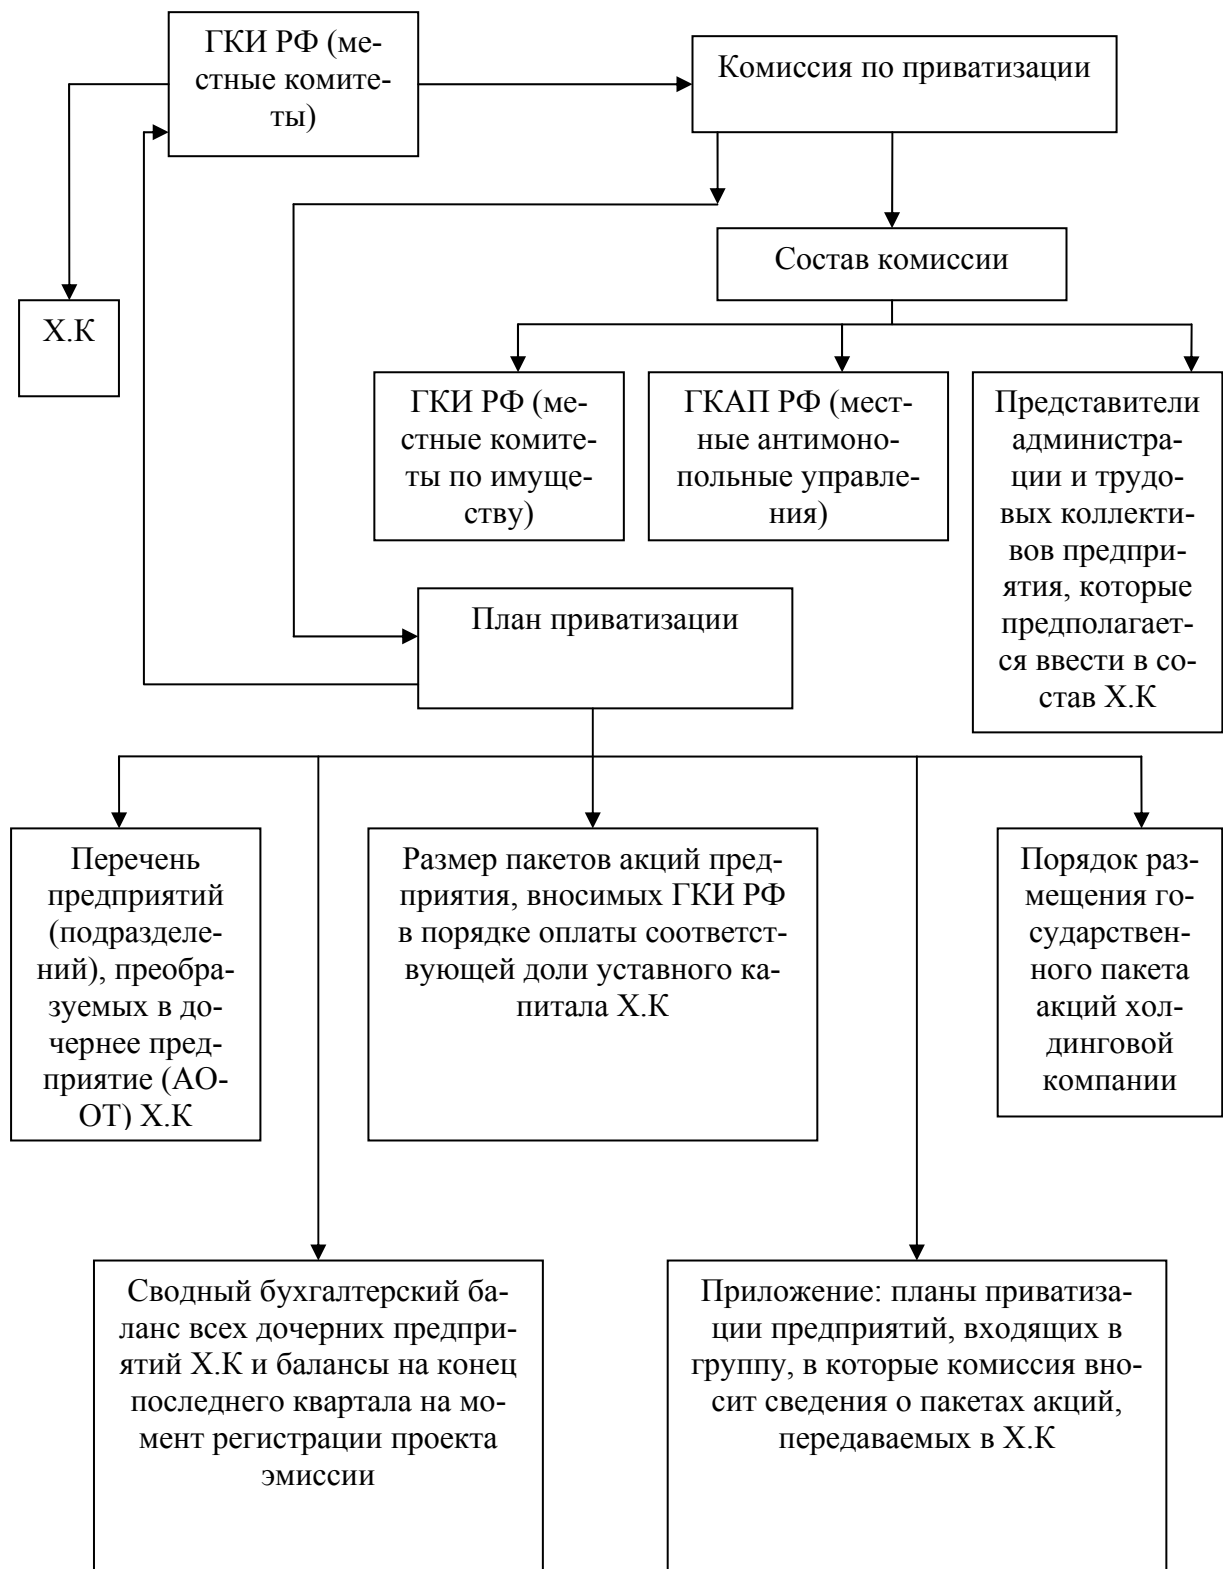 ГКИ РФ (ме-
стные комите-
ты)
Комиссия по приватизации
Состав комиссии
Х.К
ГКИ РФ (ме-
стные комите-
ты по имуще-
ству)
ГКАП РФ (мест-
ные антимоно-
польные управле-
ния)
Представители
администра-
ции и трудо-
вых коллекти-
вов предпри-
ятия, которые
предполагает-
ся ввести в со-
став Х.К
План приватизации
Перечень
предприятий
(подразделе-
ний), преобра-
зуемых в до-
чернее пред-
приятие (АО-
ОТ) Х.К
Размер пакетов акций пред-
приятия, вносимых ГКИ РФ
в порядке оплаты соответст-
вующей доли уставного ка-
питала Х.К
Порядок раз-
мещения го-
сударствен-
ного пакета
акций хол-
динговой
компании
Сводный бухгалтерский ба-
ланс всех дочерних предпри-
ятий Х.К и балансы на конец
последнего квартала на мо-
мент регистрации проекта
эмиссии
Приложение: планы приватиза-
ции предприятий, входящих в
группу, в которые комиссия вно-
сит сведения о пакетах акций,
передаваемых в Х.К